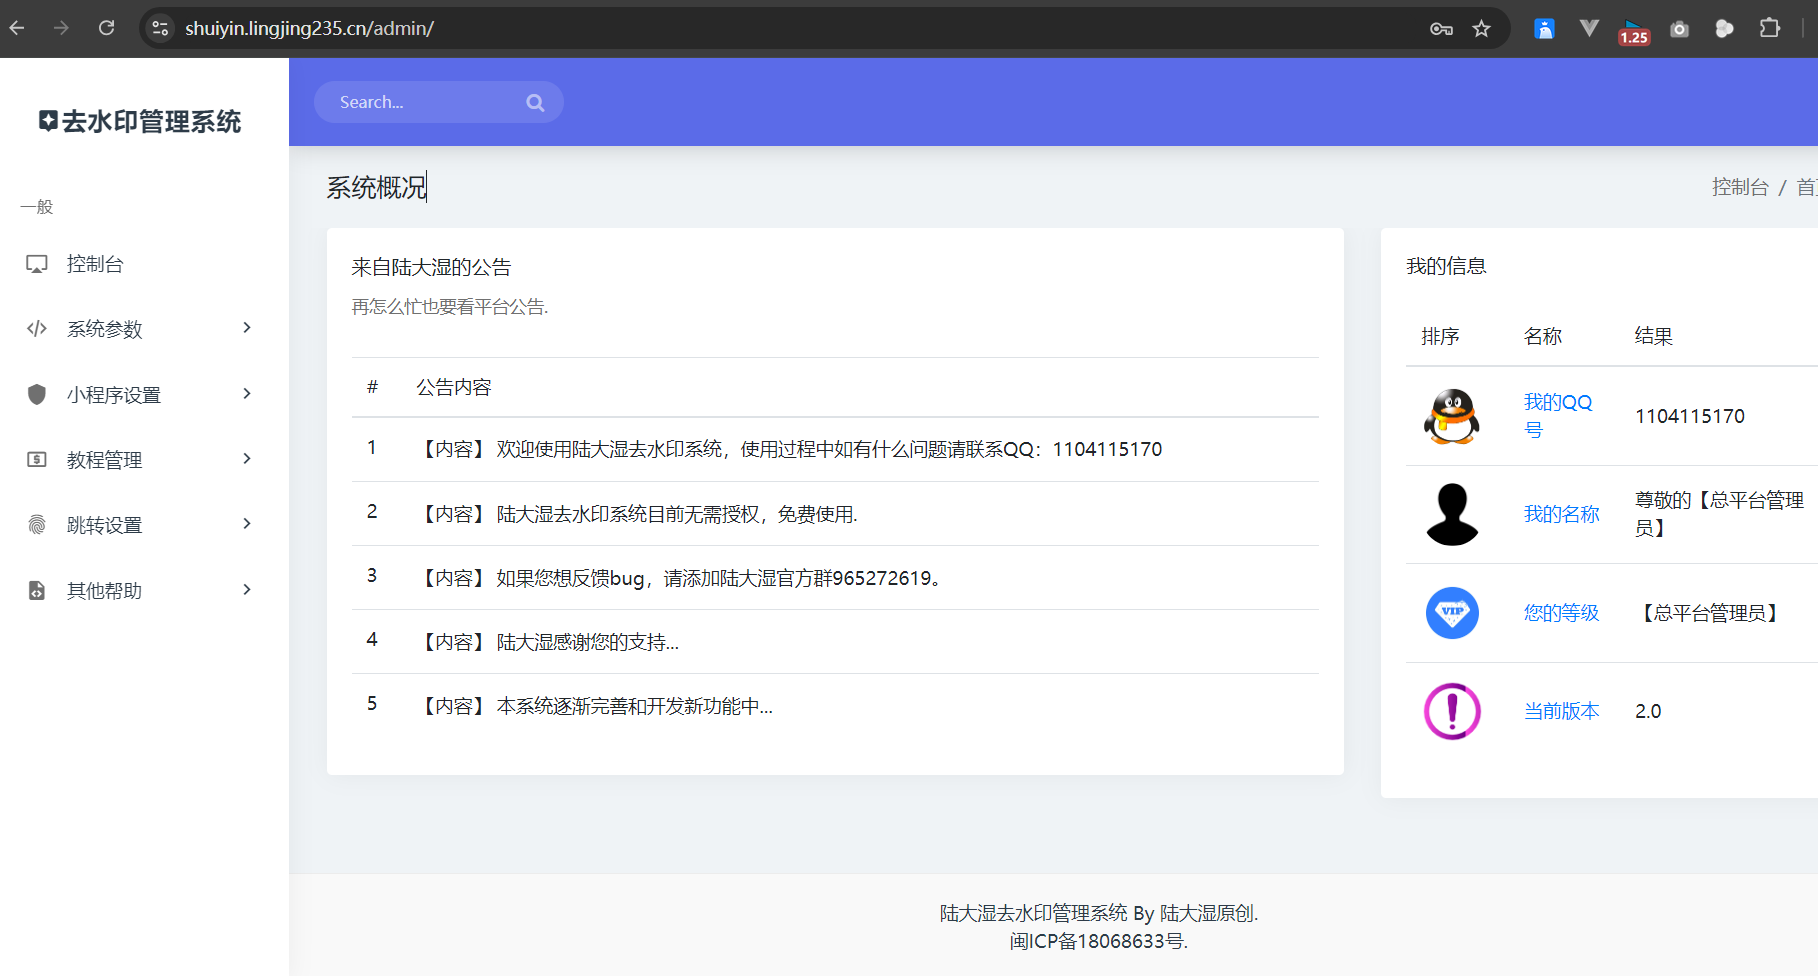 shuiyin.lingjing235.cn/admin/
1.25
去水印管理系统
Search...
系统概况
控制台 / 首
一般
控制台
系统参数
小程序设置
教程管理
跳转设置
其他帮助
来自陆大湿的公告
再怎么忙也要看平台公告.
# 公告内容
1 【内容】 欢迎使用陆大湿去水印系统，使用过程中如有什么问题请联系QQ：1104115170
2 【内容】 陆大湿去水印系统目前无需授权，免费使用.
3 【内容】 如果您想反馈bug，请添加陆大湿官方群965272619。
4 【内容】 陆大湿感谢您的支持...
5 【内容】 本系统逐渐完善和开发新功能中...
我的信息
排序 名称 结果
我的QQ
号
1104115170
我的名称
尊敬的【总平台管理
员】
VIP
您的等级
【总平台管理员】
当前版本
2.0
陆大湿去水印管理系统 By 陆大湿原创.
闽ICP备18068633号.